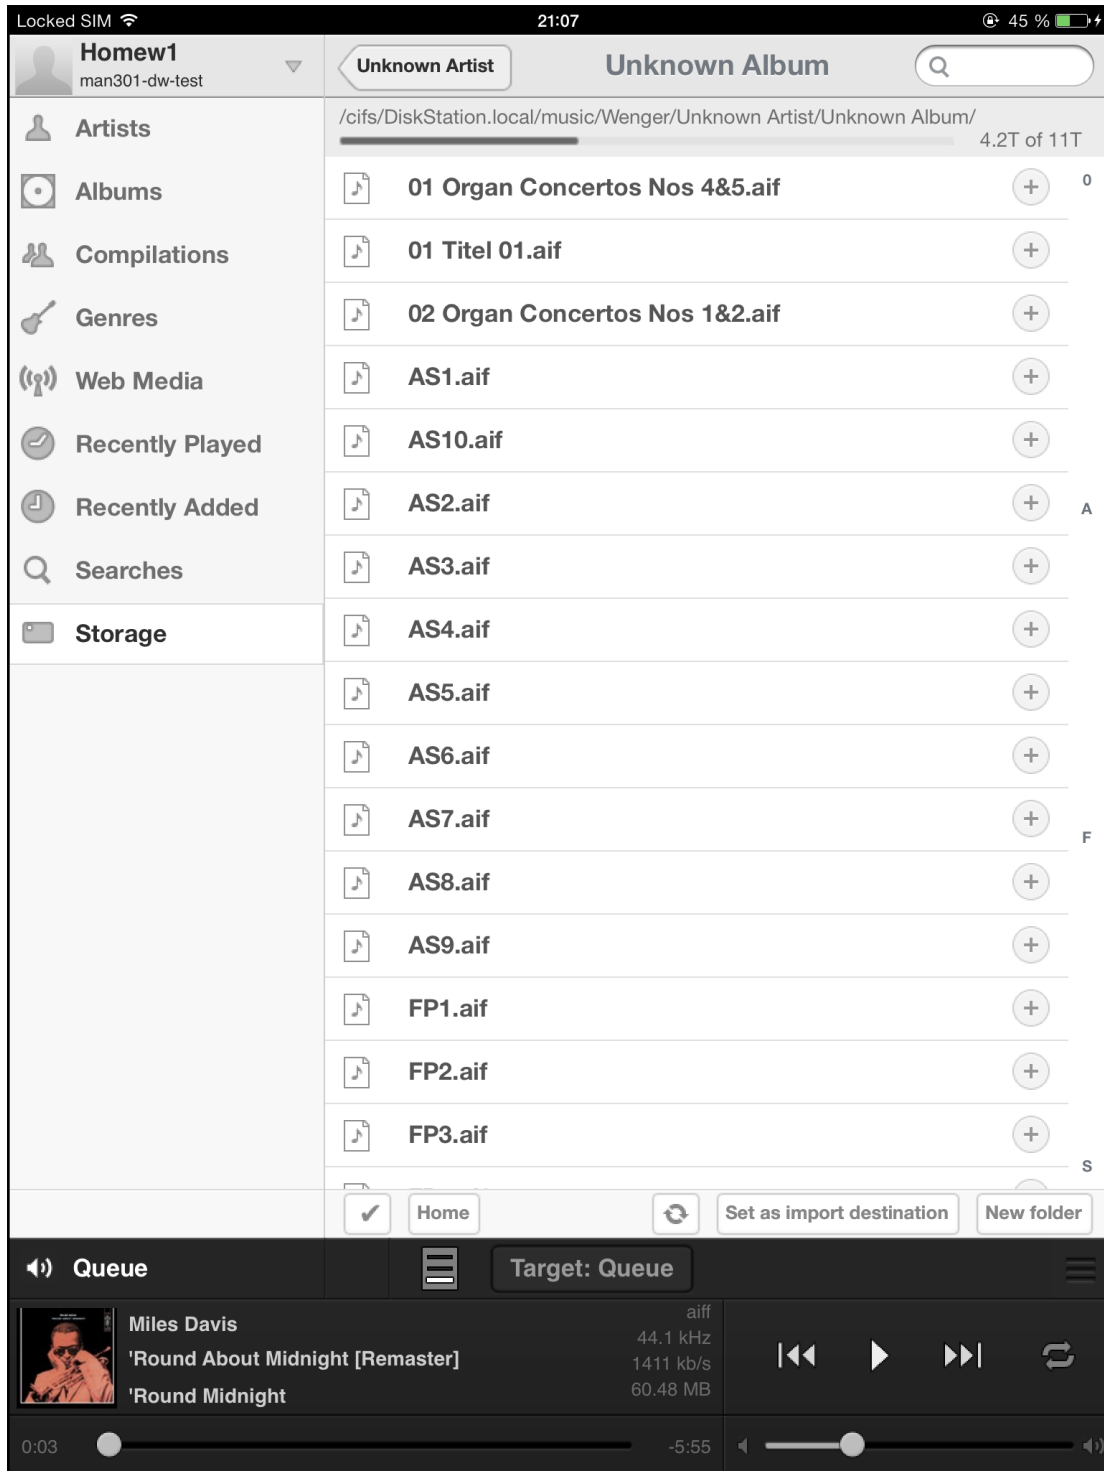 Locked SIM
21:07
45 %
Homew1
man301-dw-test
Unknown Artist
Unknown Album
Artists
Albums
Compilations
Genres
Web Media
Recently Played
Recently Added
Searches
Storage
/cifs/DiskStation.local/music/Wenger/Unknown Artist/Unknown Album/
4.2T of 11T
01 Organ Concertos Nos 4&5.aif
01 Titel 01.aif
02 Organ Concertos Nos 1&2.aif
AS1.aif
AS10.aif
AS2.aif
AS3.aif
AS4.aif
AS5.aif
AS6.aif
AS7.aif
AS8.aif
AS9.aif
FP1.aif
FP2.aif
FP3.aif
0
A
F
S
Home
Set as import destination
New folder
Queue
Target: Queue
Miles Davis
'Round About Midnight [Remaster]
'Round Midnight
aiff
44.1 kHz
1411 kb/s
60.48 MB
0:03
-5:55